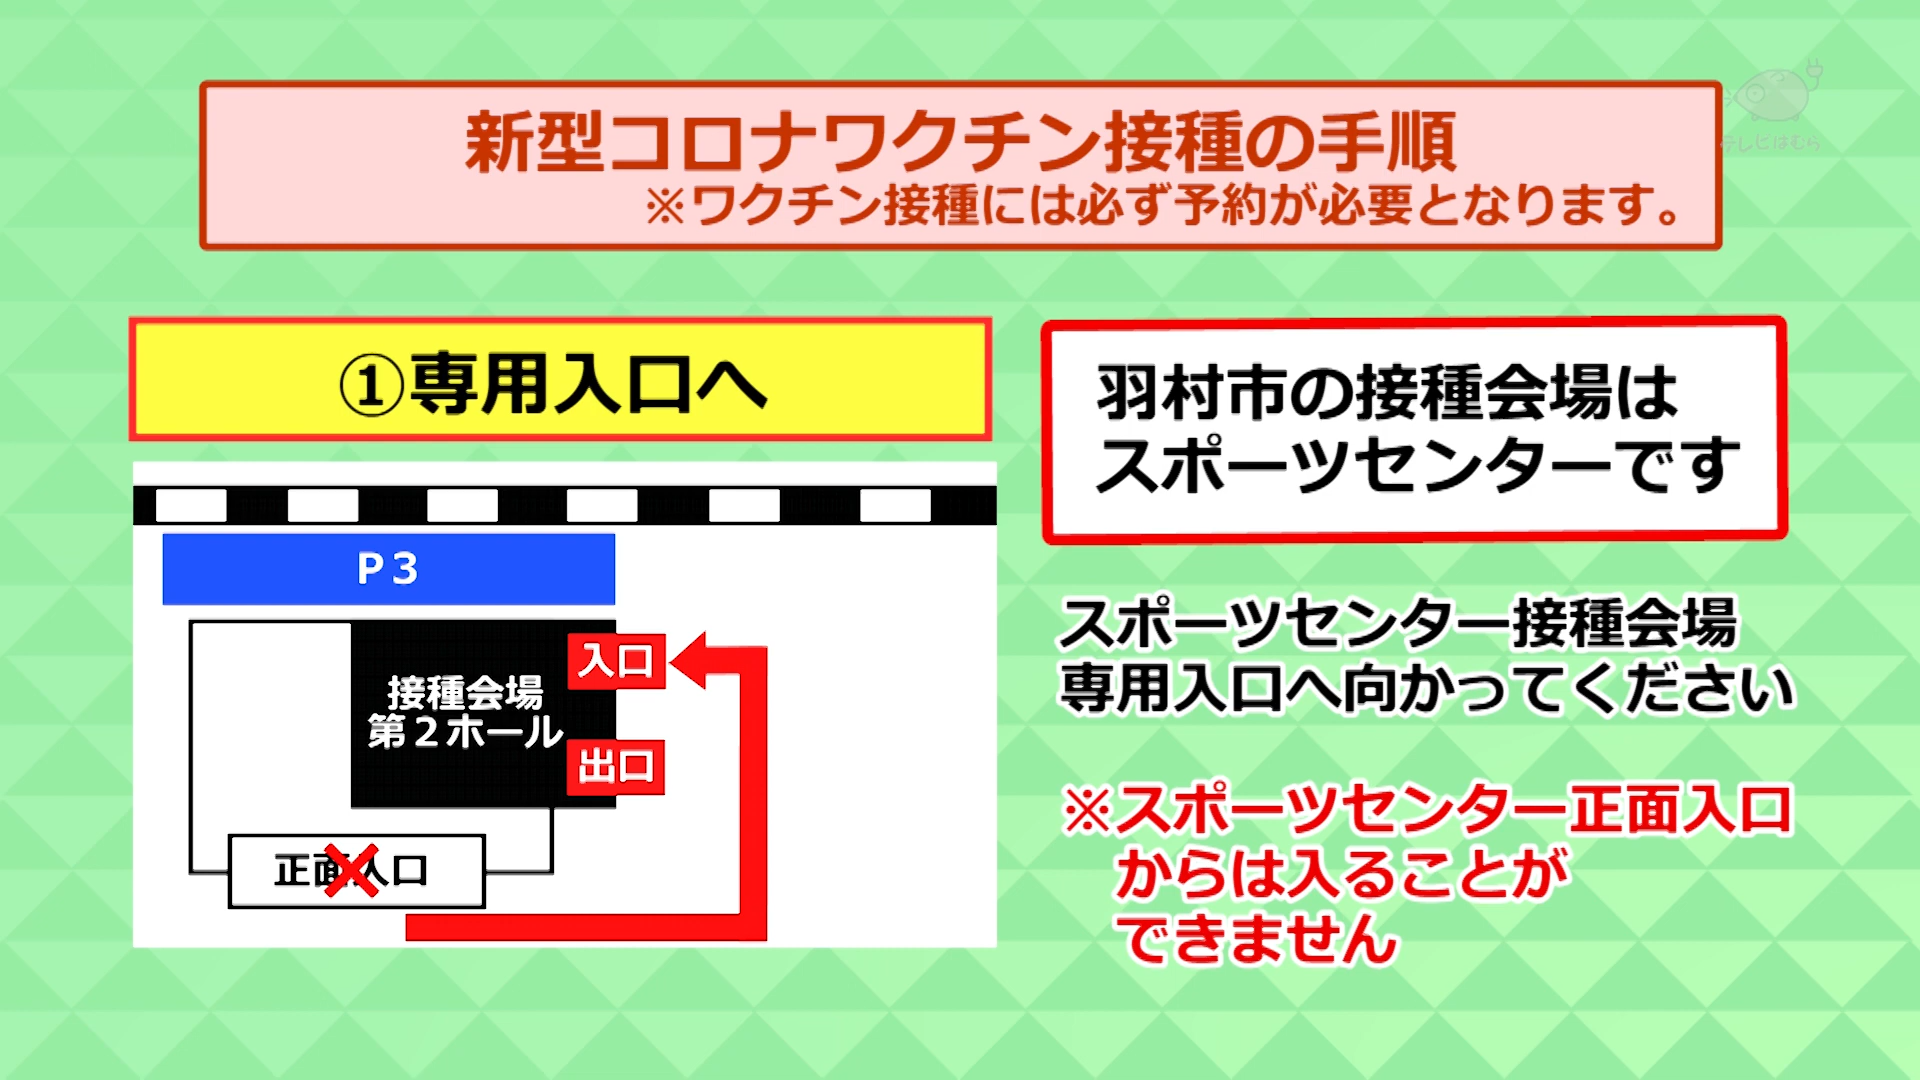 新型コロナワクチン接種の手順
※ワクチン接種には必ず予約が必要となります。
テレビはむら
①専用入口へ
羽村市の接種会場は
スポーツセンターです
P3
入口
接種会場
第2ホール
出口
正面入口
スポーツセンター接種会場
専用入口へ向かってください
※スポーツセンター正面入口
からは入ることが
できません